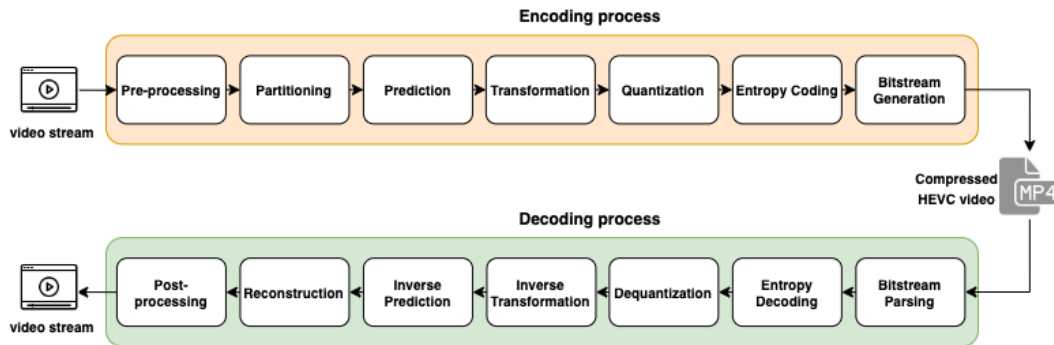 Encoding process
video stream
Pre-processing
Partitioning
Prediction
Transformation
Quantization
Entropy Coding
Bitstream
Generation
Compressed
HEVC video
MP4
Decoding process
video stream
Post-
processing
Reconstruction
Inverse
Prediction
Inverse
Transformation
Dequantization
Entropy
Decoding
Bitstream
Parsing